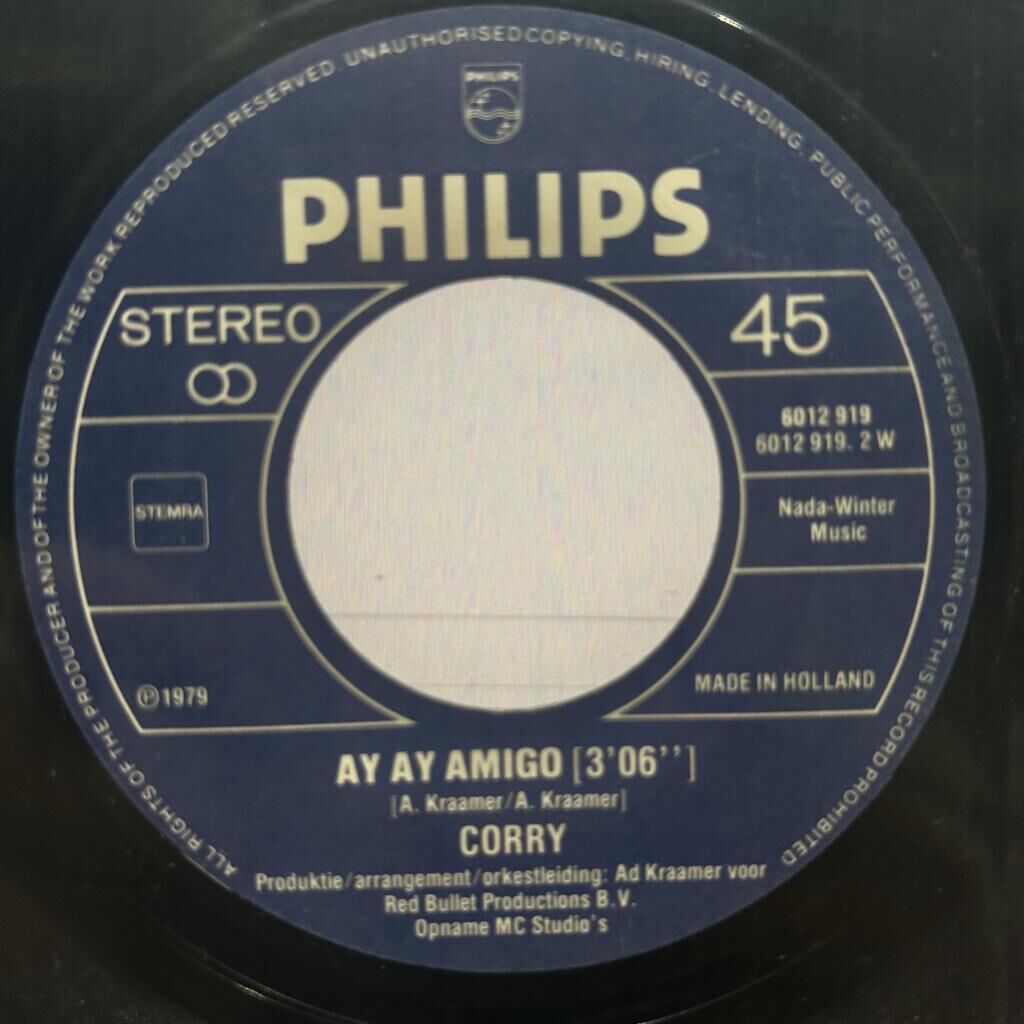 ALL RIGHTS OF THE PRODUCER AND OF THE OWNER OF THE WORK REPRODUCED RESERVED. UNAUTHORISED COPYING, HIRING, LENDING, PUBLIC PERFORMANCE AND BROADCASTING OF THIS RECORD PROHIBITED
PHILIPS
PHILIPS
STEREO
45
6012 919
6012 919. 2 W
STEMRA
Nada-Winter
Music
℗ 1979
MADE IN HOLLAND
AY AY AMIGO [3'06'']
[A. Kraamer/A. Kraamer]
CORRY
Produktie/arrangement/orkestleiding: Ad Kraamer voor
Red Bullet Productions B.V.
Opname MC Studio's